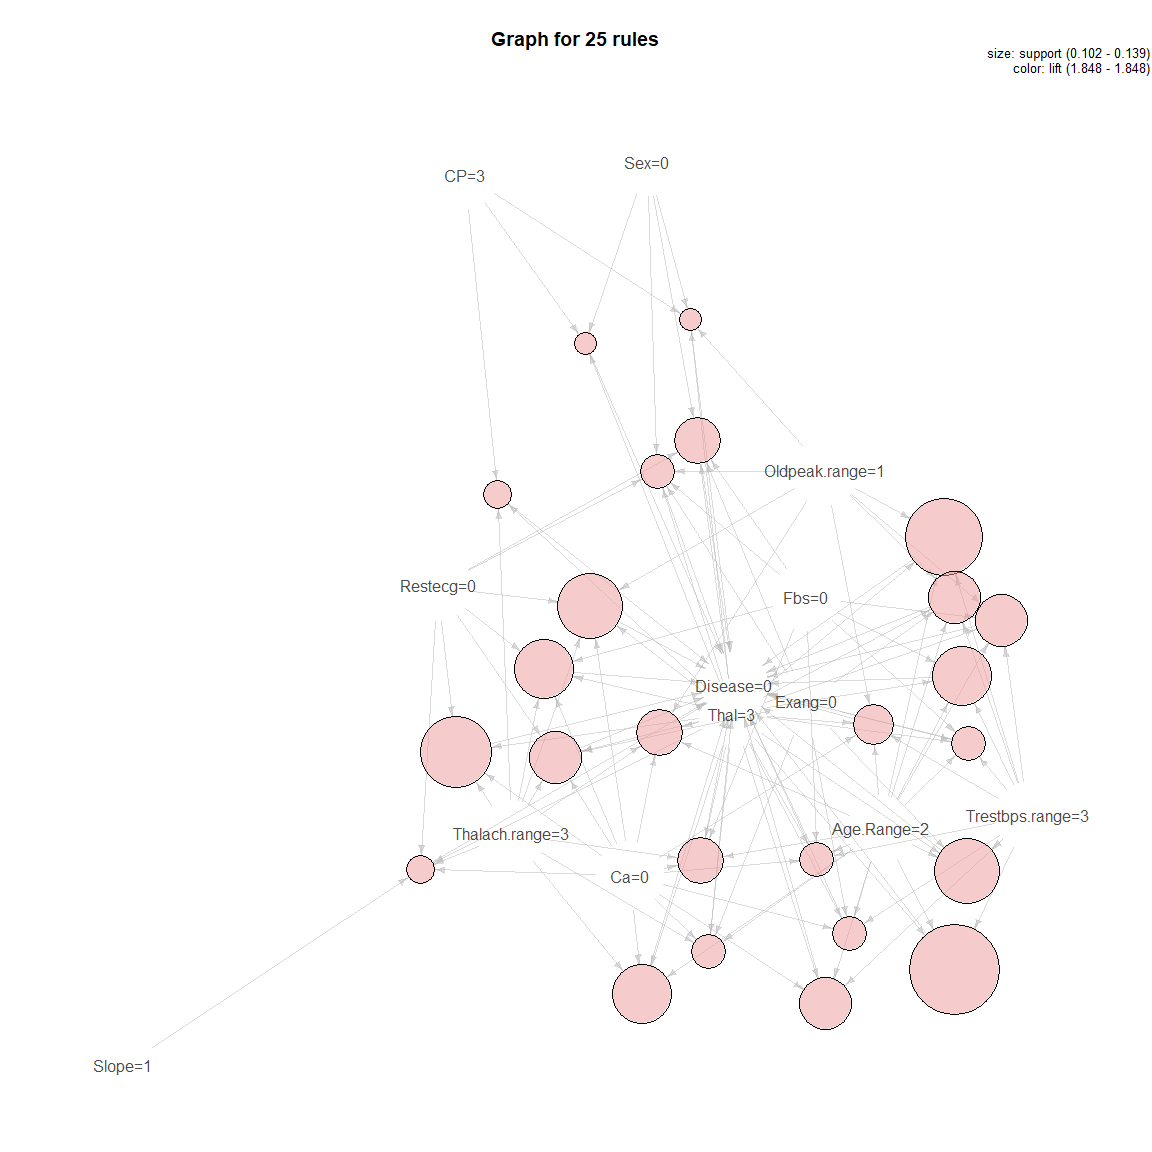 Graph for 25 rules
size: support (0.102 - 0.139)
color: lift (1.848 - 1.848)
Sex=0
CP=3
Oldpeak.range=1
Restecg=0
Fbs=0
Disease=0
Exang=0
Thal=3
Trestbps.range=3
Age.Range=2
Thalach.range=3
Ca=0
Slope=1